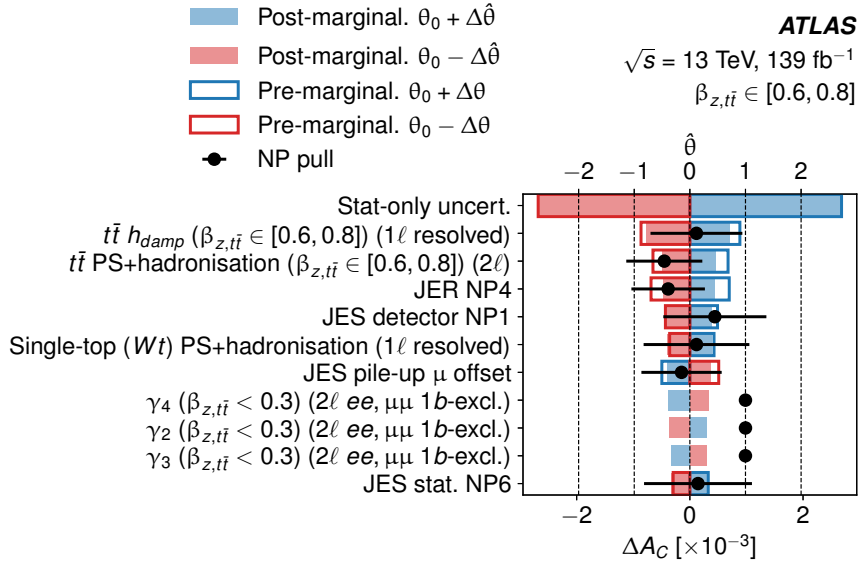 Post-marginal. θ₀ + Δθ̂
Post-marginal. θ₀ − Δθ̂
Pre-marginal. θ₀ + Δθ
Pre-marginal. θ₀ − Δθ
NP pull
ATLAS
√s = 13 TeV, 139 fb⁻¹
β_{z,tt̄} ∈ [0.6, 0.8]
θ̂
−2 −1 0 1 2
Stat-only uncert.
tt̄ h_{damp} (β_{z,tt̄} ∈ [0.6, 0.8]) (1ℓ resolved)
tt̄ PS+hadronisation (β_{z,tt̄} ∈ [0.6, 0.8]) (2ℓ)
JER NP4
JES detector NP1
Single-top (Wt) PS+hadronisation (1ℓ resolved)
JES pile-up μ offset
γ₄ (β_{z,tt̄} < 0.3) (2ℓ ee, μμ 1b-excl.)
γ₂ (β_{z,tt̄} < 0.3) (2ℓ ee, μμ 1b-excl.)
γ₃ (β_{z,tt̄} < 0.3) (2ℓ ee, μμ 1b-excl.)
JES stat. NP6
−2 0 2
ΔA_C [×10⁻³]